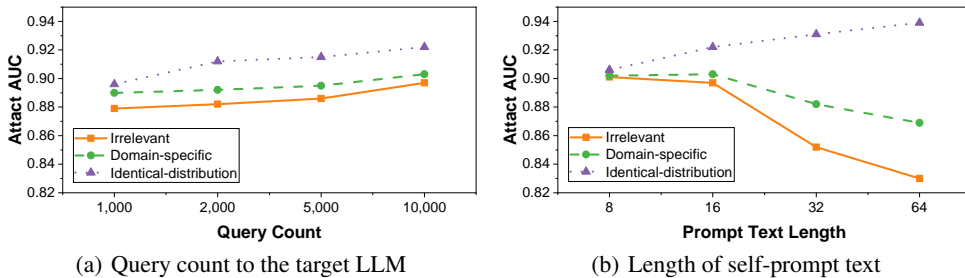 0.94
0.92
0.90
0.88
0.86
0.84
0.82
Attact AUC
Irrelevant
Domain-specific
Identical-distribution
1,000
2,000
5,000
10,000
Query Count
(a) Query count to the target LLM
0.94
0.92
0.90
0.88
0.86
0.84
0.82
Attact AUC
Irrelevant
Domain-specific
Identical-distribution
8
16
32
64
Prompt Text Length
(b) Length of self-prompt text